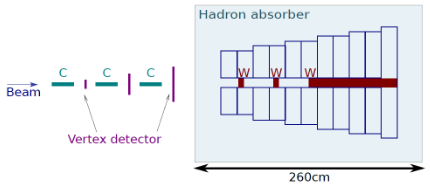 Hadron absorber
C C C
W W W
Beam
Vertex detector
260cm